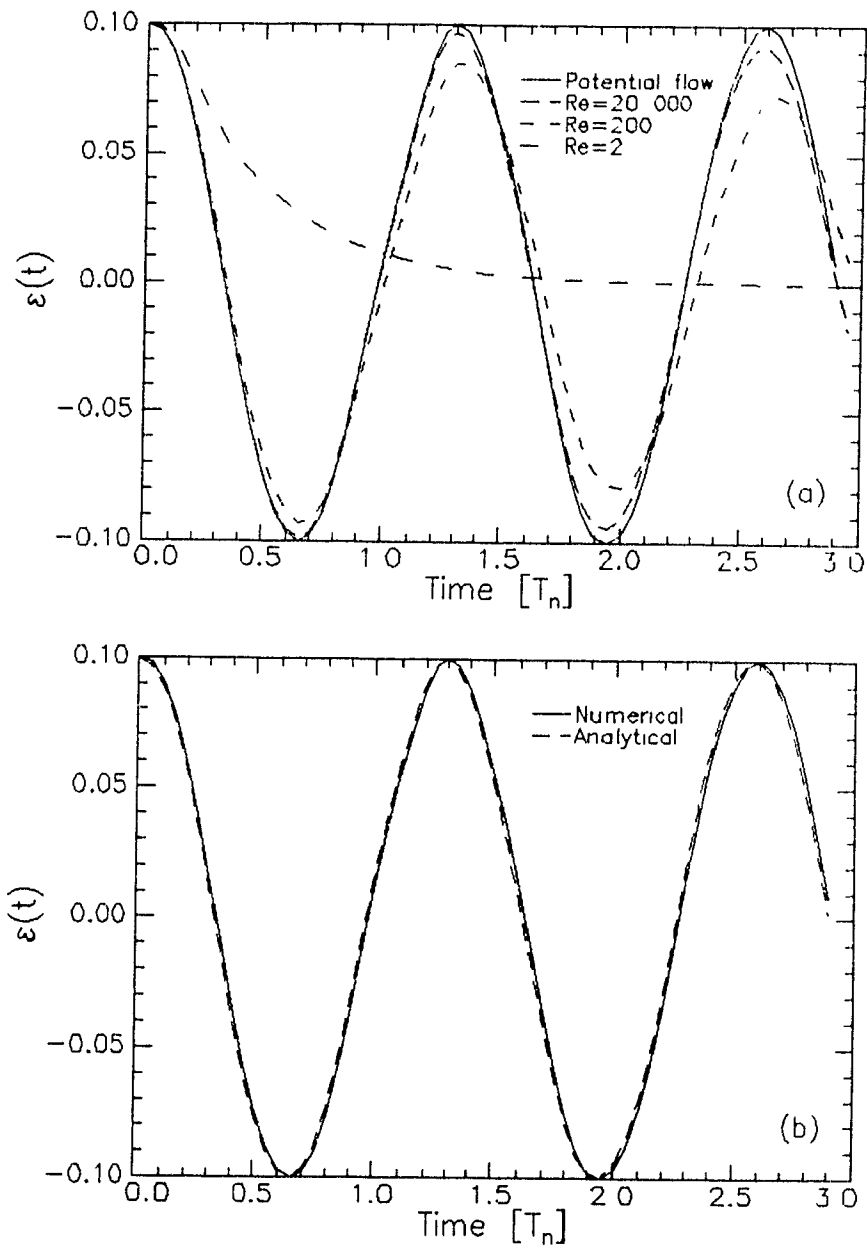 0.10
0.05
0.00
−0.05
−0.10
ε(t)
Potential flow
Re=20 000
Re=200
Re=2
(a)
0.0 0.5 1 0 1.5 2 0 2.5 3 0
Time [Tn]
0.10
0.05
0.00
−0.05
−0.10
ε(t)
Numerical
Analytical
(b)
0.0 0.5 1 0 1.5 2 0 2.5 3 0
Time [Tn]